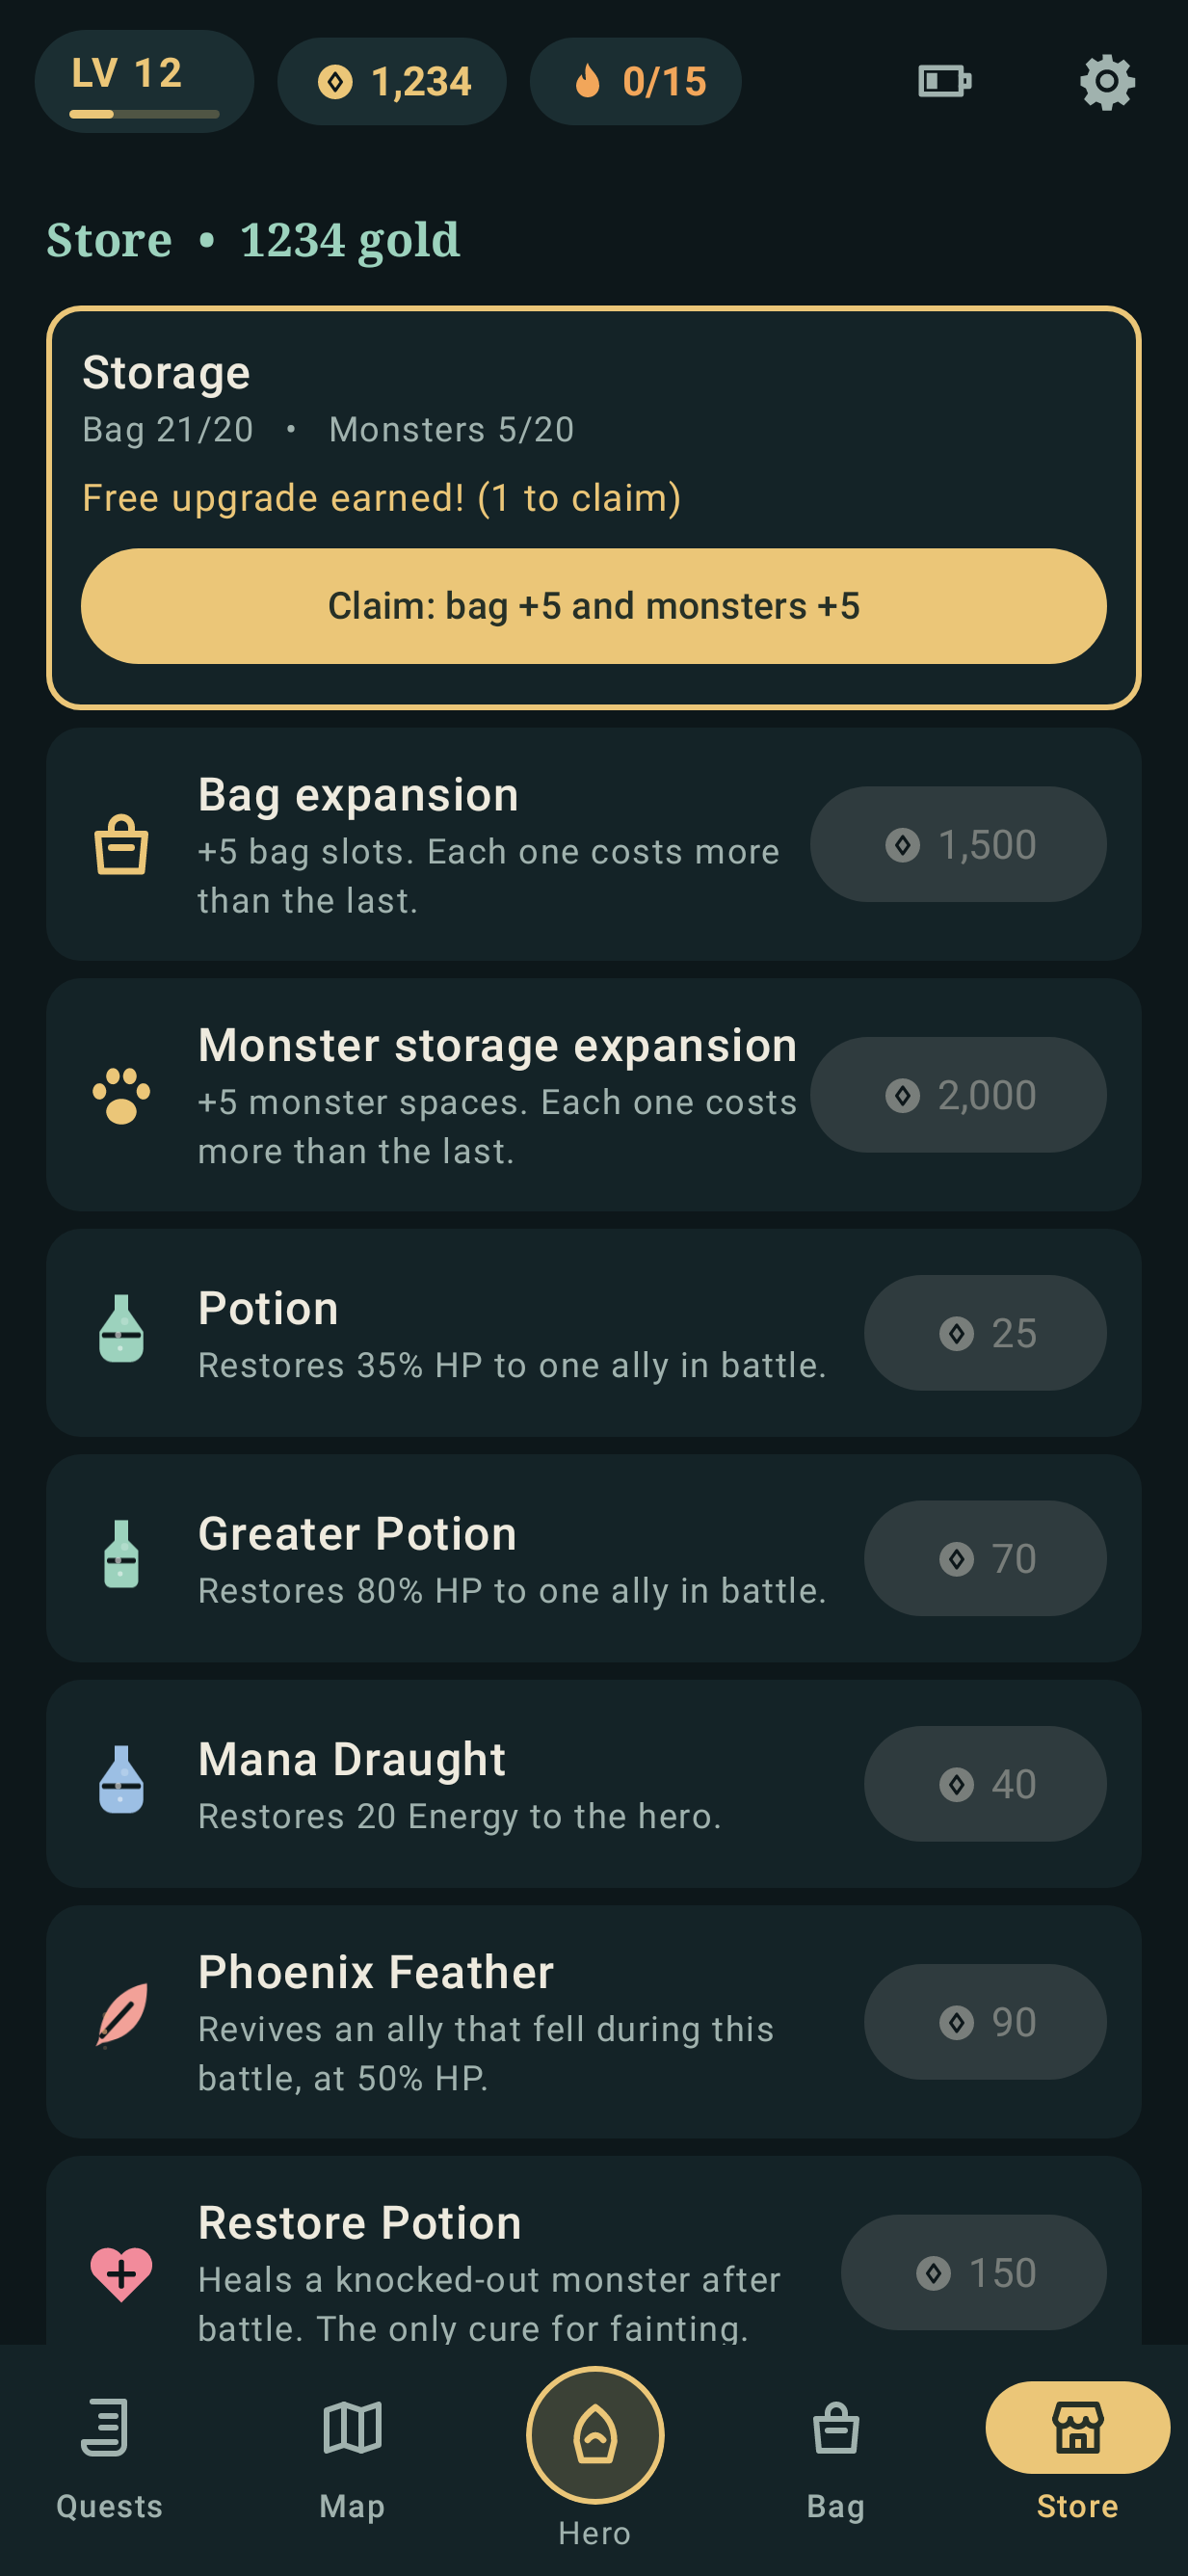 LV 12
1,234
0/15
Store • 1234 gold
Storage
Bag 21/20 • Monsters 5/20
Free upgrade earned! (1 to claim)
Claim: bag +5 and monsters +5
Bag expansion
+5 bag slots. Each one costs more
than the last.
1,500
Monster storage expansion
+5 monster spaces. Each one costs
more than the last.
2,000
Potion
Restores 35% HP to one ally in battle.
25
Greater Potion
Restores 80% HP to one ally in battle.
70
Mana Draught
Restores 20 Energy to the hero.
40
Phoenix Feather
Revives an ally that fell during this
battle, at 50% HP.
90
Restore Potion
Heals a knocked-out monster after
battle. The only cure for fainting.
150
Quests
Map
Hero
Bag
Store